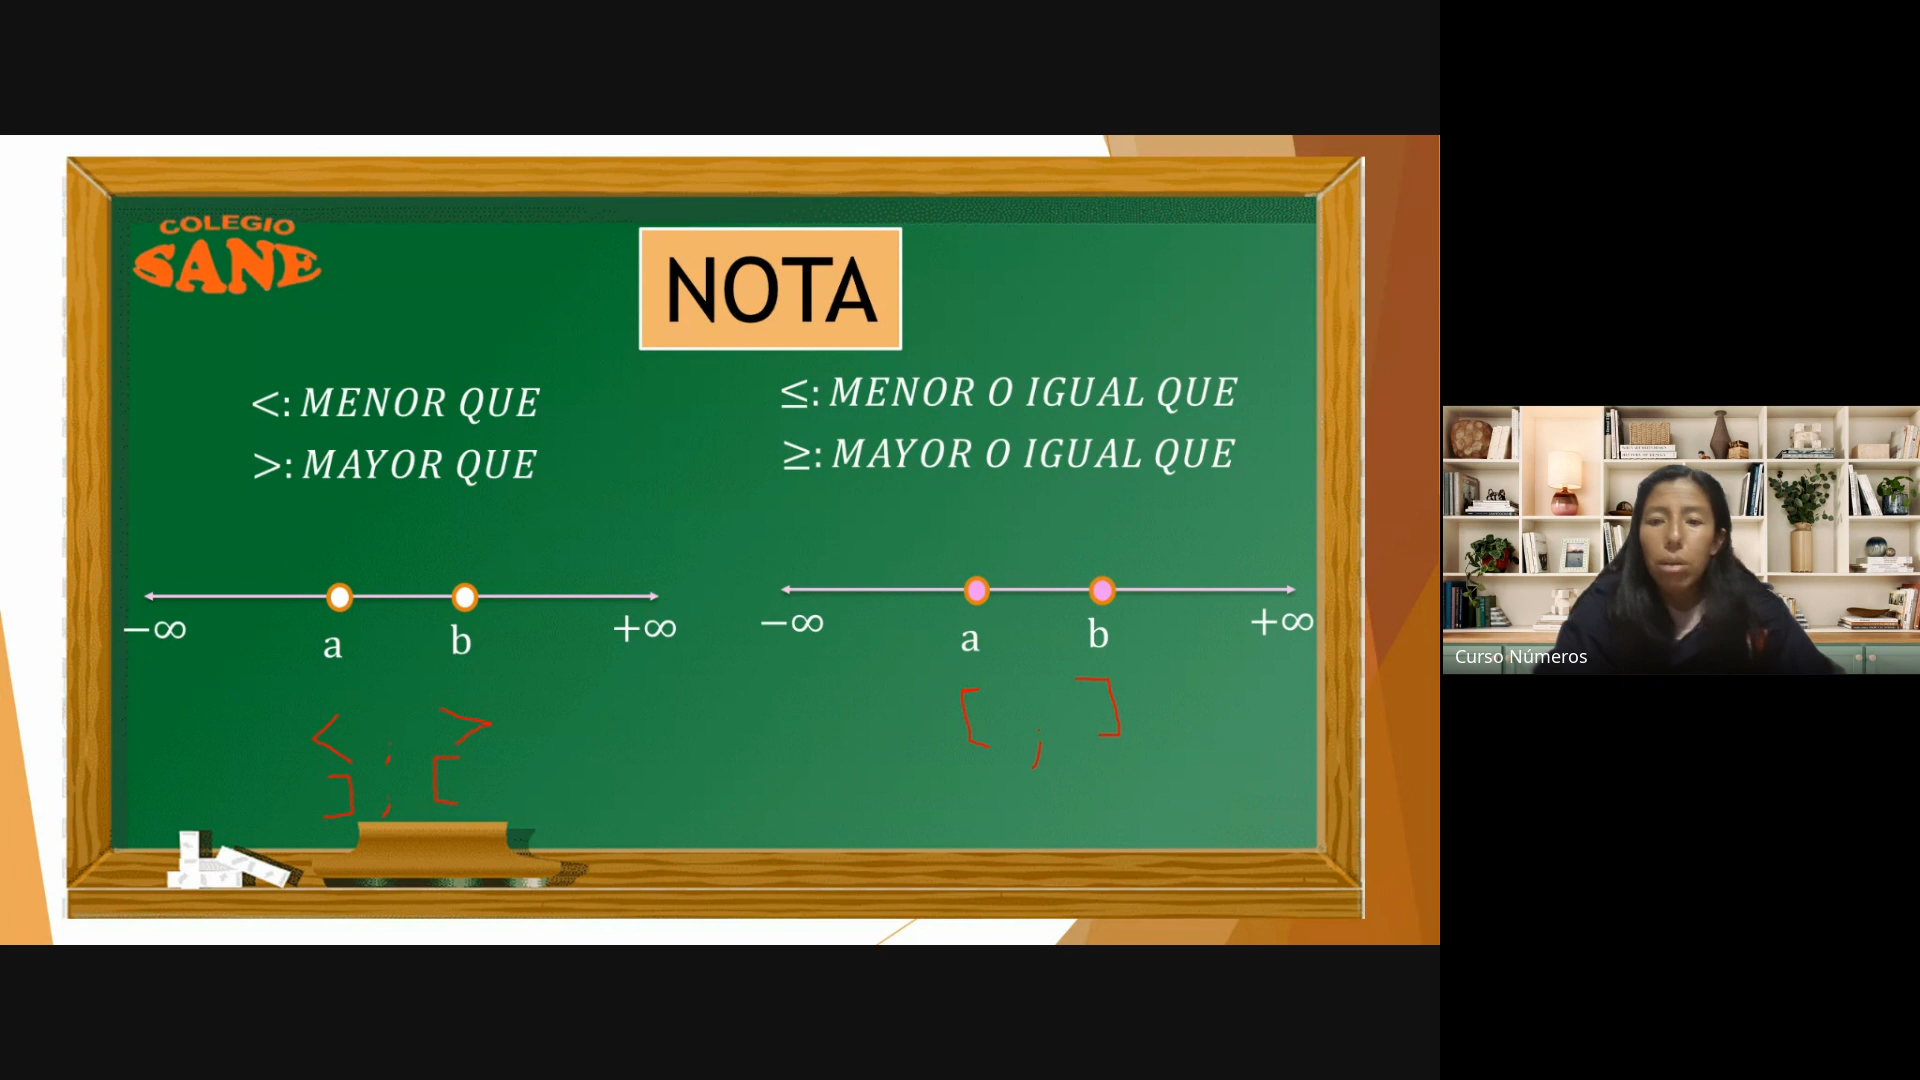 COLEGIO
SANE
NOTA
<: MENOR QUE
>: MAYOR QUE
≤: MENOR O IGUAL QUE
≥: MAYOR O IGUAL QUE
−∞ a b +∞
−∞ a b +∞
< ; >
] ; [
[ ; ]
Curso Números